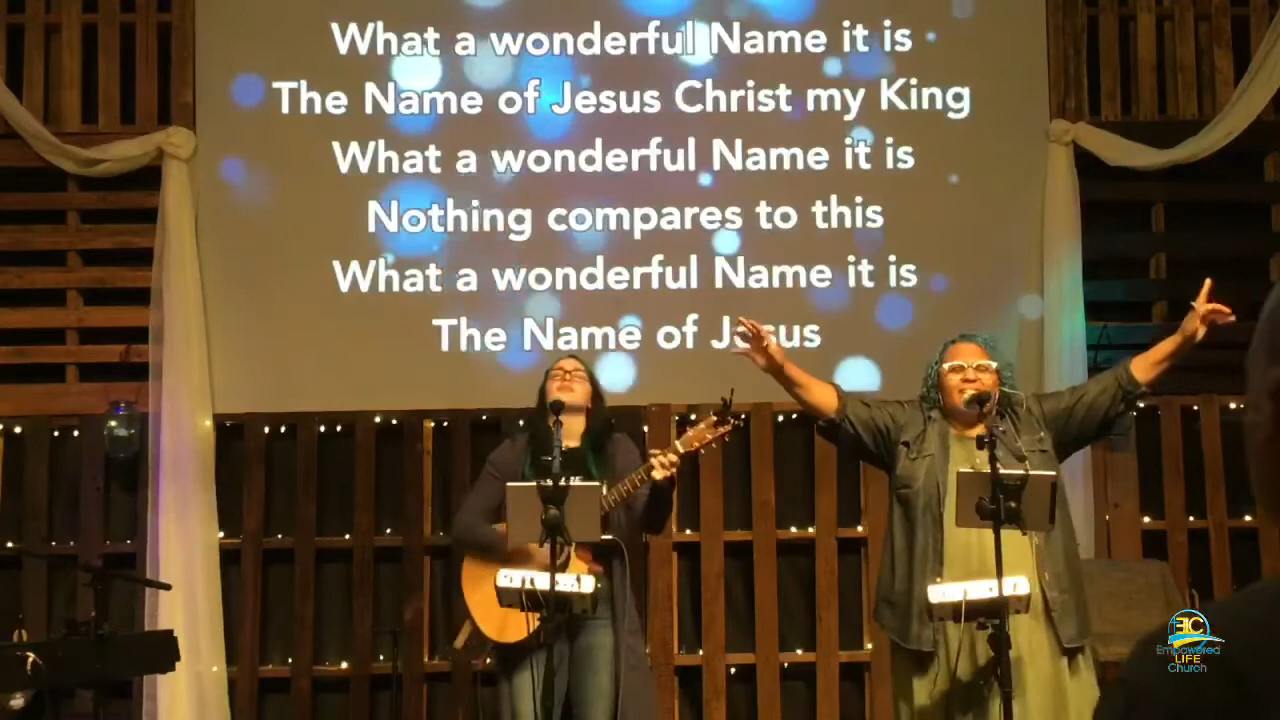 What a wonderful Name it is
The Name of Jesus Christ my King
What a wonderful Name it is
Nothing compares to this
What a wonderful Name it is
The Name of Jesus
ELC
Empowered
LIFE
Church